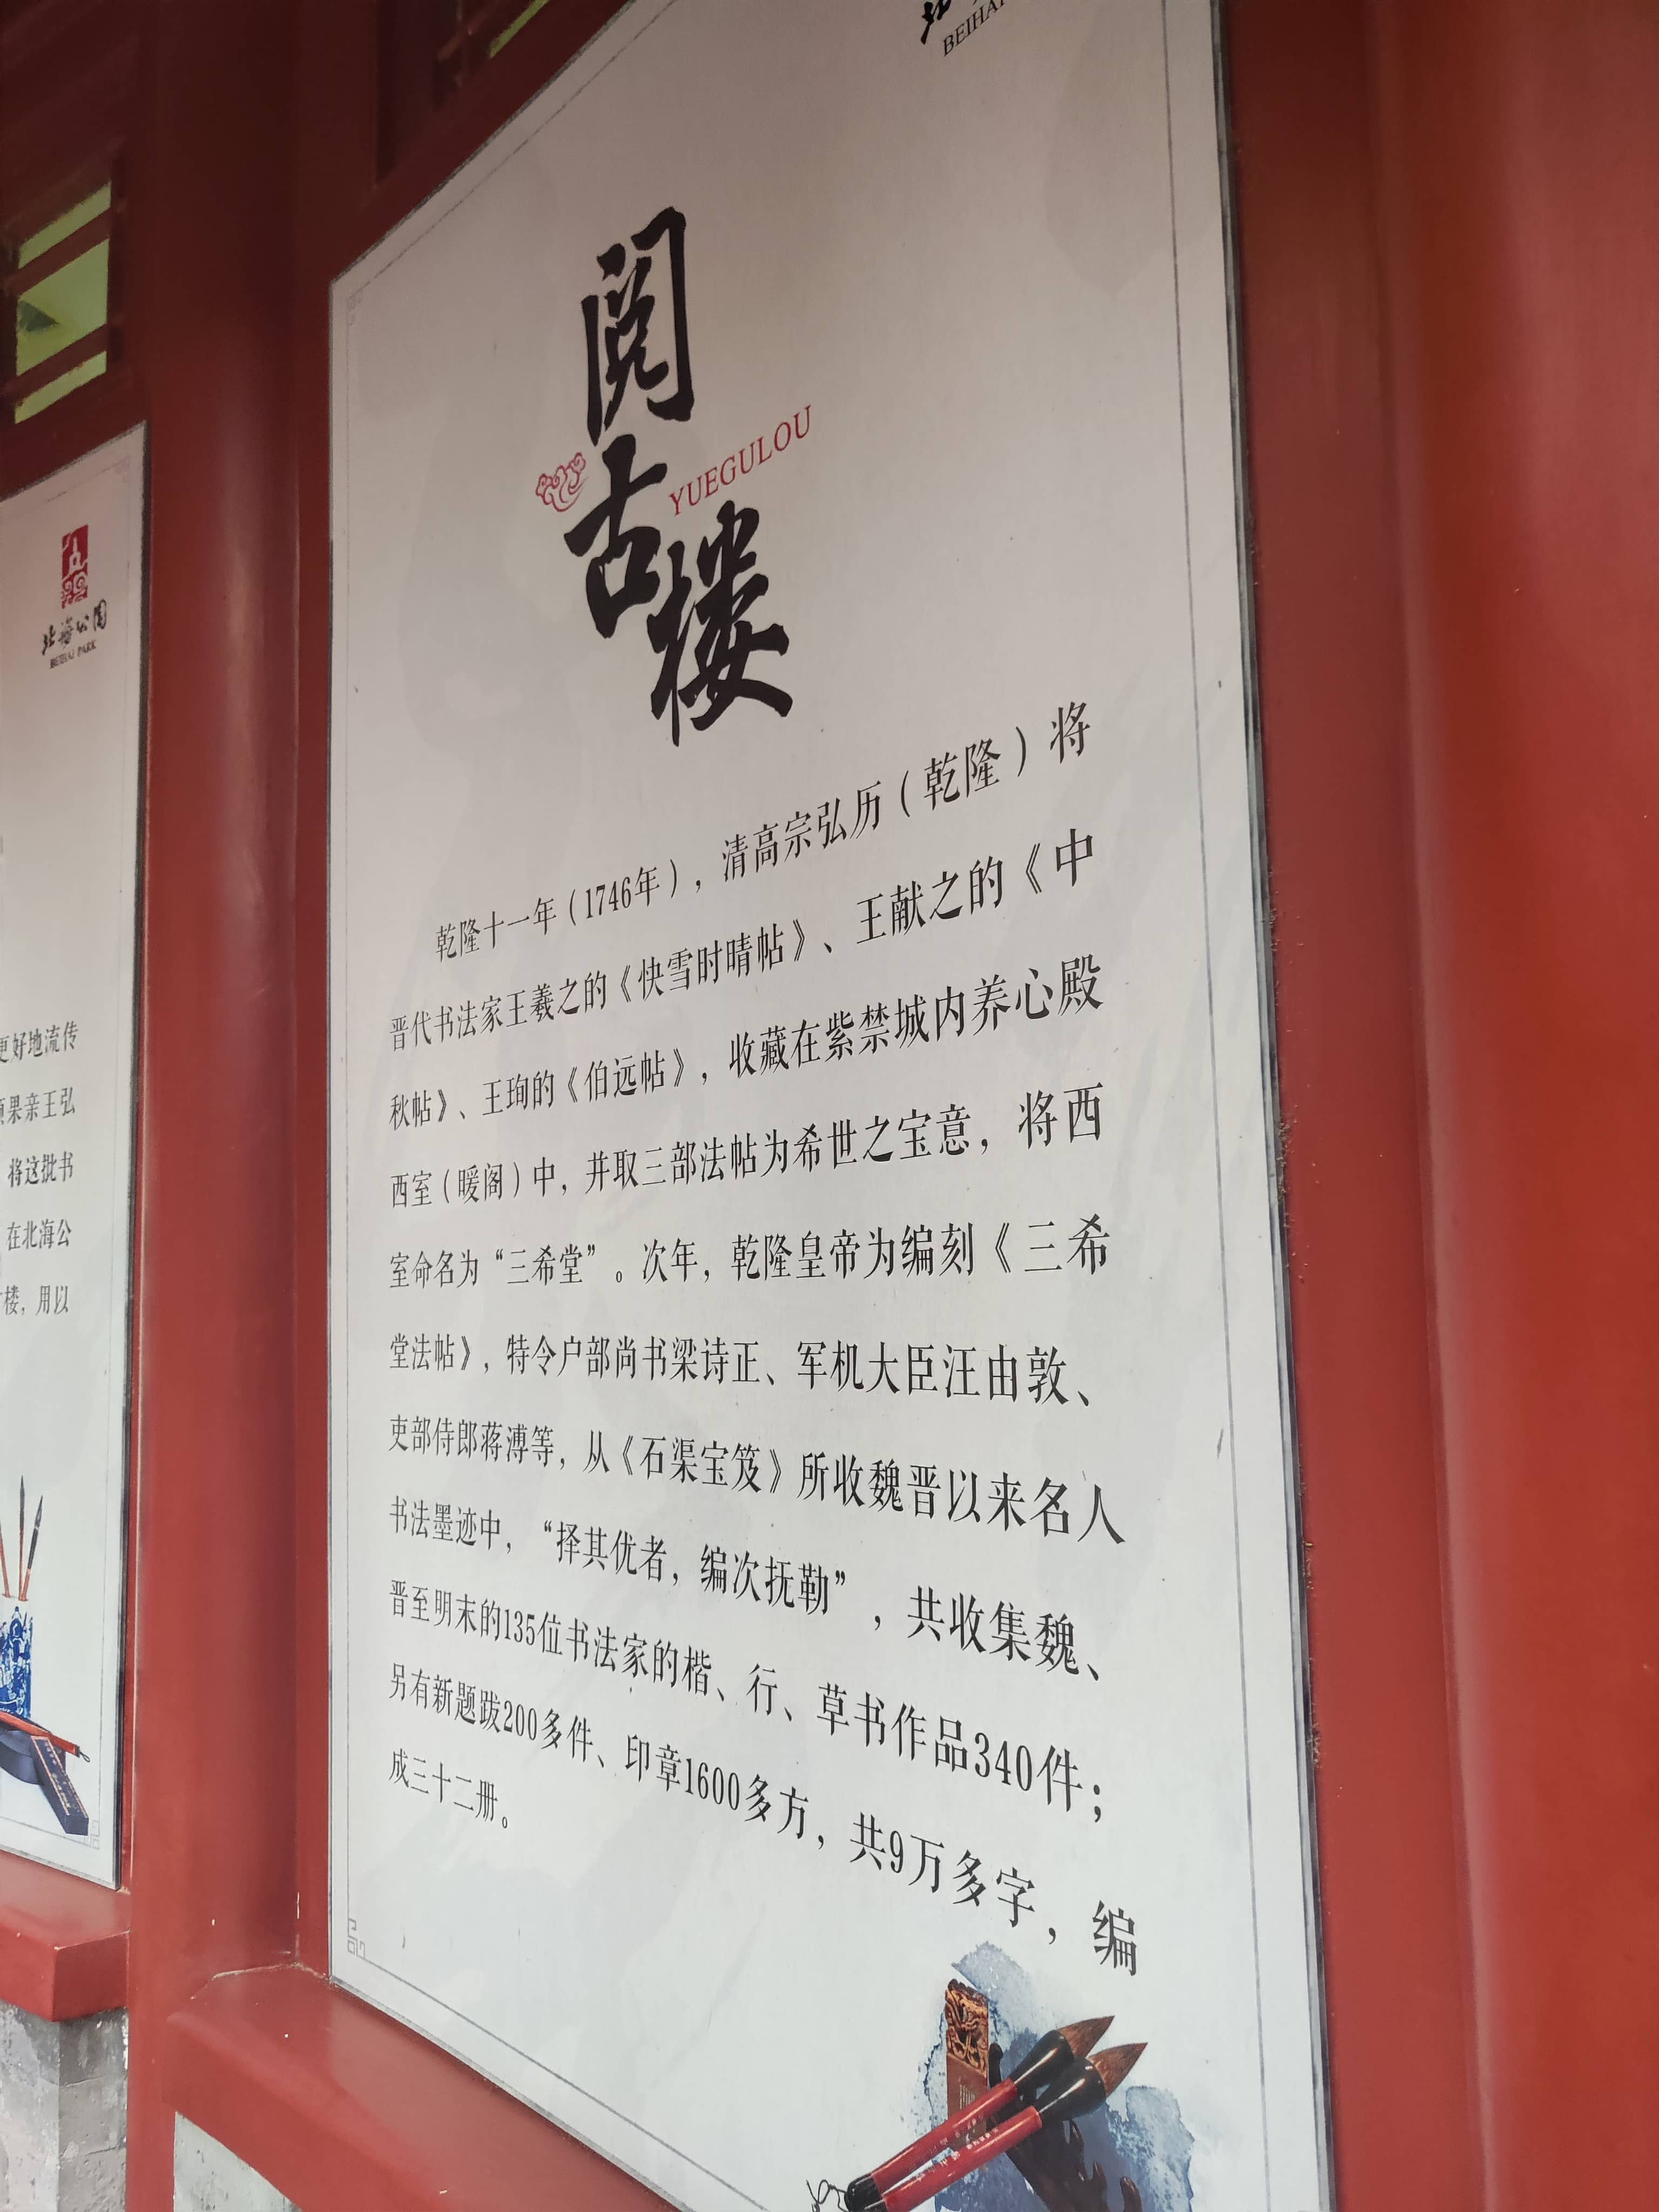 北海公园
BEIHAI PARK
更好地流传
果亲王弘
将这批书
在北海公
楼，用以
BEIHAI
阅古楼
YUEGULOU
乾隆十一年（1746年），清高宗弘历（乾隆）将
晋代书法家王羲之的《快雪时晴帖》、王献之的《中
秋帖》、王珣的《伯远帖》，收藏在紫禁城内养心殿
西室（暖阁）中，并取三部法帖为希世之宝意，将西
室命名为“三希堂”。次年，乾隆皇帝为编刻《三希
堂法帖》，特令户部尚书梁诗正、军机大臣汪由敦、
吏部侍郎蒋溥等，从《石渠宝笈》所收魏晋以来名人
书法墨迹中，“择其优者，编次抚勒”，共收集魏、
晋至明末的135位书法家的楷、行、草书作品340件；
另有新题跋200多件、印章1600多方，共9万多字，编
成三十二册。